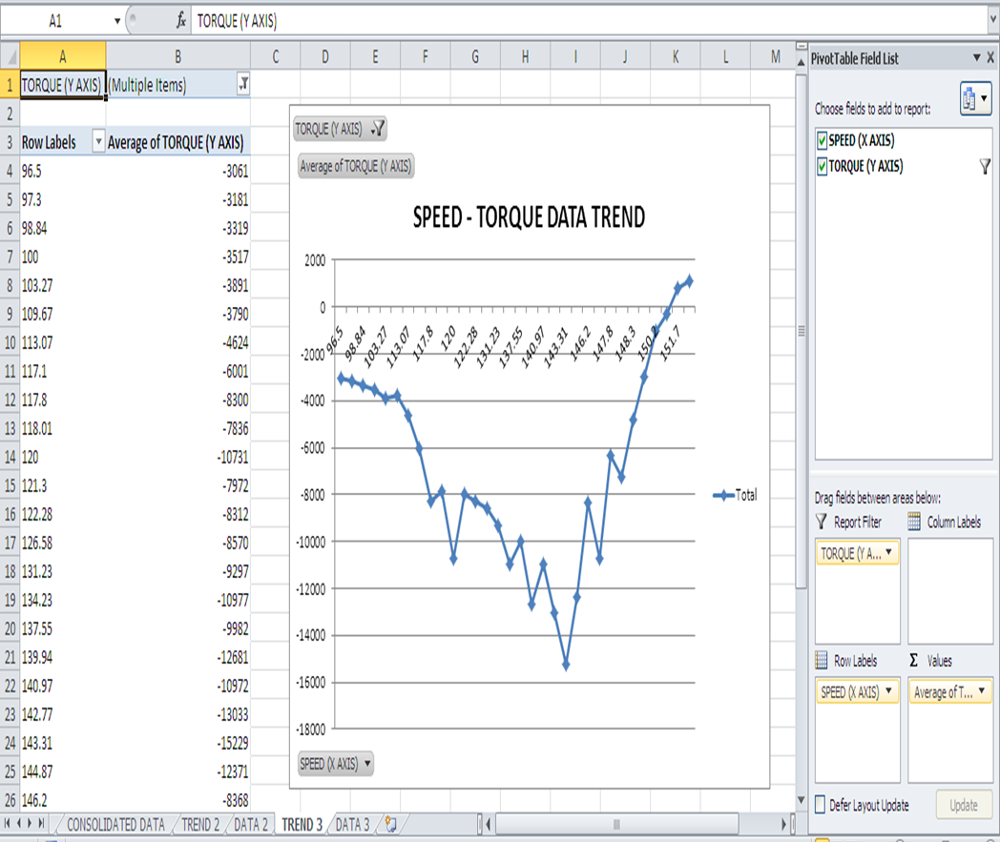 A1
fx
TORQUE (Y AXIS)
A B C D E F G H I J K L M
1 TORQUE (Y AXIS) (Multiple Items)
2
3 Row Labels Average of TORQUE (Y AXIS)
4 96.5 -3061
5 97.3 -3181
6 98.84 -3319
7 100 -3517
8 103.27 -3891
9 109.67 -3790
10 113.07 -4624
11 117.1 -6001
12 117.8 -8300
13 118.01 -7836
14 120 -10731
15 121.3 -7972
16 122.28 -8312
17 126.58 -8570
18 131.23 -9297
19 134.23 -10977
20 137.55 -9982
21 139.94 -12681
22 140.97 -10972
23 142.77 -13033
24 143.31 -15229
25 144.87 -12371
26 146.2 -8368
TORQUE (Y AXIS)
Average of TORQUE (Y AXIS)
SPEED - TORQUE DATA TREND
2000
0
-2000
-4000
-6000
-8000
-10000
-12000
-14000
-16000
-18000
96.5 98.84 103.27 113.07 117.8 120 122.28 131.23 137.55 140.97 143.31 146.2 147.8 148.3 150.2 151.7
Total
SPEED (X AXIS)
PivotTable Field List
Choose fields to add to report:
SPEED (X AXIS)
TORQUE (Y AXIS)
Drag fields between areas below:
Report Filter Column Labels
TORQUE (Y A...
Row Labels Σ Values
SPEED (X AXIS) Average of T...
Defer Layout Update Update
CONSOLIDATED DATA TREND 2 DATA 2 TREND 3 DATA 3